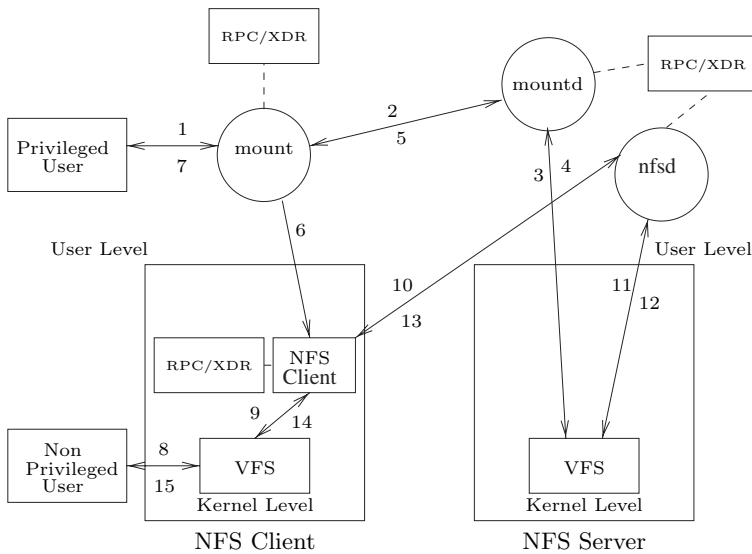 RPC/XDR
mountd
RPC/XDR
1
2
Privileged
User
mount
5
7
3
4
nfsd
6
User Level
User Level
10
11
12
13
RPC/XDR
NFS
Client
9
14
Non
Privileged
User
8
15
VFS
VFS
Kernel Level
Kernel Level
NFS Client
NFS Server